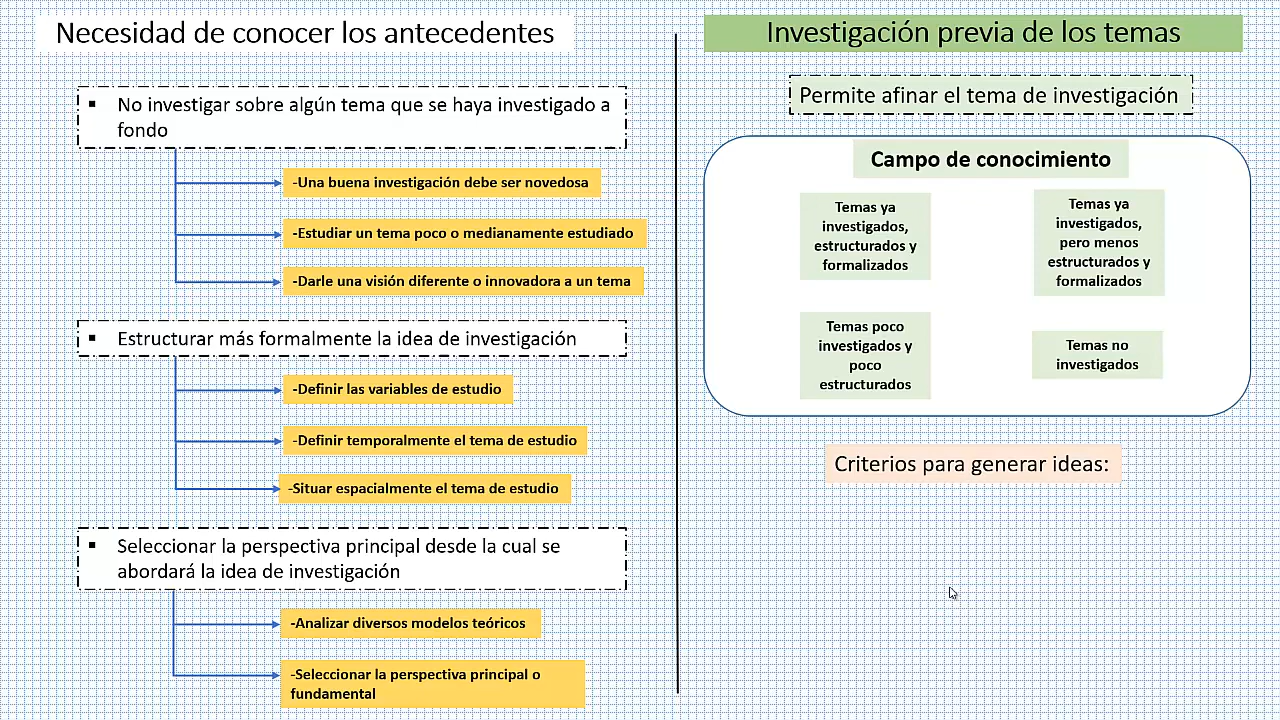 Necesidad de conocer los antecedentes
▪ No investigar sobre algún tema que se haya investigado a
fondo
-Una buena investigación debe ser novedosa
-Estudiar un tema poco o medianamente estudiado
-Darle una visión diferente o innovadora a un tema
▪ Estructurar más formalmente la idea de investigación
-Definir las variables de estudio
-Definir temporalmente el tema de estudio
-Situar espacialmente el tema de estudio
▪ Seleccionar la perspectiva principal desde la cual se
abordará la idea de investigación
-Analizar diversos modelos teóricos
-Seleccionar la perspectiva principal o
fundamental
Investigación previa de los temas
Permite afinar el tema de investigación
Campo de conocimiento
Temas ya
investigados,
estructurados y
formalizados
Temas ya
investigados,
pero menos
estructurados y
formalizados
Temas poco
investigados y
poco
estructurados
Temas no
investigados
Criterios para generar ideas: